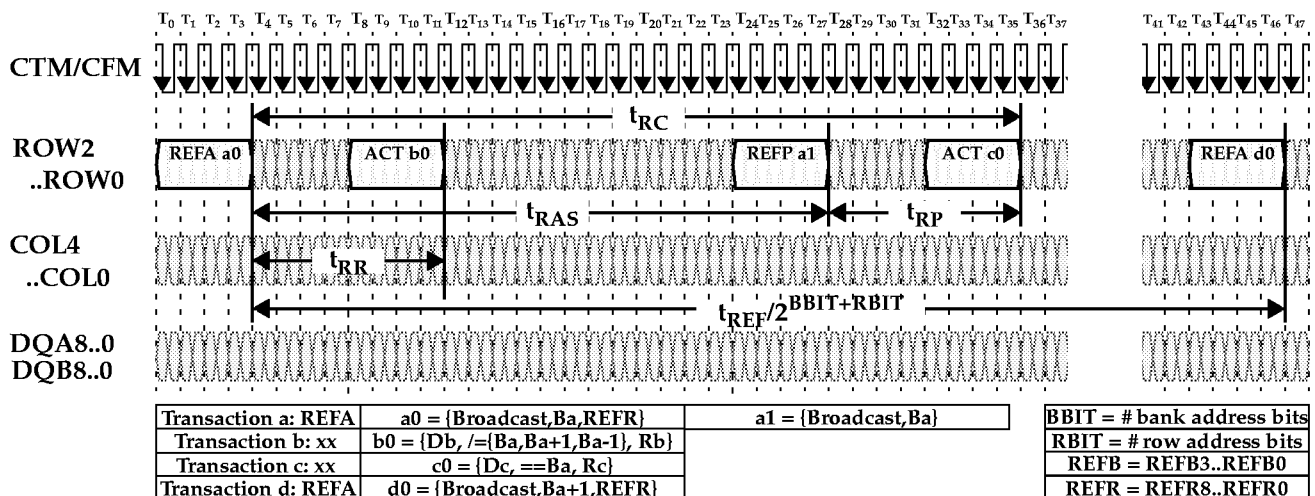 T0 T1 T2 T3 T4 T5 T6 T7 T8 T9 T10 T11 T12 T13 T14 T15 T16 T17 T18 T19 T20 T21 T22 T23 T24 T25 T26 T27 T28 T29 T30 T31 T32 T33 T34 T35 T36 T37 T41 T42 T43 T44 T45 T46 T47
CTM/CFM
tRC
ROW2
..ROW0
REFA a0 ACT b0 REFP a1 ACT c0 REFA d0
tRAS tRP
COL4
..COL0
tRR
tREF/2BBIT+RBIT
DQA8..0
DQB8..0
Transaction a: REFA a0 = {Broadcast,Ba,REFR} a1 = {Broadcast,Ba}
Transaction b: xx b0 = {Db, /={Ba,Ba+1,Ba-1}, Rb}
Transaction c: xx c0 = {Dc, ==Ba, Rc}
Transaction d: REFA d0 = {Broadcast,Ba+1,REFR}
BBIT = # bank address bits
RBIT = # row address bits
REFB = REFB3..REFB0
REFR = REFR8..REFR0